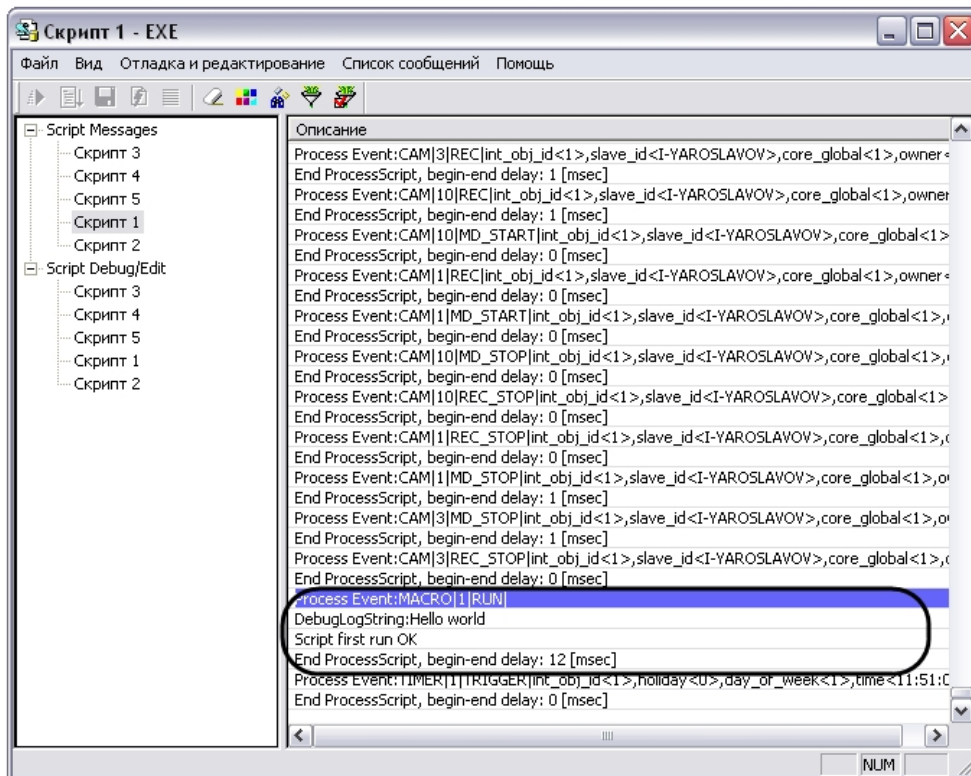 Скрипт 1 - EXE
Файл Вид Отладка и редактирование Список сообщений Помощь
Script Messages
Скрипт 3
Скрипт 4
Скрипт 5
Скрипт 1
Скрипт 2
Script Debug/Edit
Скрипт 3
Скрипт 4
Скрипт 5
Скрипт 1
Скрипт 2
Описание
Process Event:CAM|3|REC|int_obj_id<1>,slave_id<I-YAROSLAVOV>,core_global<1>,owner<
End ProcessScript, begin-end delay: 1 [msec]
Process Event:CAM|10|REC|int_obj_id<1>,slave_id<I-YAROSLAVOV>,core_global<1>,owner
End ProcessScript, begin-end delay: 1 [msec]
Process Event:CAM|10|MD_START|int_obj_id<1>,slave_id<I-YAROSLAVOV>,core_global<1>
End ProcessScript, begin-end delay: 0 [msec]
Process Event:CAM|1|REC|int_obj_id<1>,slave_id<I-YAROSLAVOV>,core_global<1>,owner<
End ProcessScript, begin-end delay: 0 [msec]
Process Event:CAM|1|MD_START|int_obj_id<1>,slave_id<I-YAROSLAVOV>,core_global<1>,
End ProcessScript, begin-end delay: 0 [msec]
Process Event:CAM|10|MD_STOP|int_obj_id<1>,slave_id<I-YAROSLAVOV>,core_global<1>,
End ProcessScript, begin-end delay: 0 [msec]
Process Event:CAM|10|REC_STOP|int_obj_id<1>,slave_id<I-YAROSLAVOV>,core_global<1>
End ProcessScript, begin-end delay: 0 [msec]
Process Event:CAM|1|REC_STOP|int_obj_id<1>,slave_id<I-YAROSLAVOV>,core_global<1>,
End ProcessScript, begin-end delay: 0 [msec]
Process Event:CAM|1|MD_STOP|int_obj_id<1>,slave_id<I-YAROSLAVOV>,core_global<1>,o
End ProcessScript, begin-end delay: 1 [msec]
Process Event:CAM|3|MD_STOP|int_obj_id<1>,slave_id<I-YAROSLAVOV>,core_global<1>,o
End ProcessScript, begin-end delay: 1 [msec]
Process Event:CAM|3|REC_STOP|int_obj_id<1>,slave_id<I-YAROSLAVOV>,core_global<1>,
End ProcessScript, begin-end delay: 0 [msec]
Process Event:MACRO|1|RUN|
DebugLogString:Hello world
Script first run OK
End ProcessScript, begin-end delay: 12 [msec]
Process Event:TIMER|1|TRIGGER|int_obj_id<1>,holiday<0>,day_of_week<1>,time<11:51:0
End ProcessScript, begin-end delay: 0 [msec]
NUM